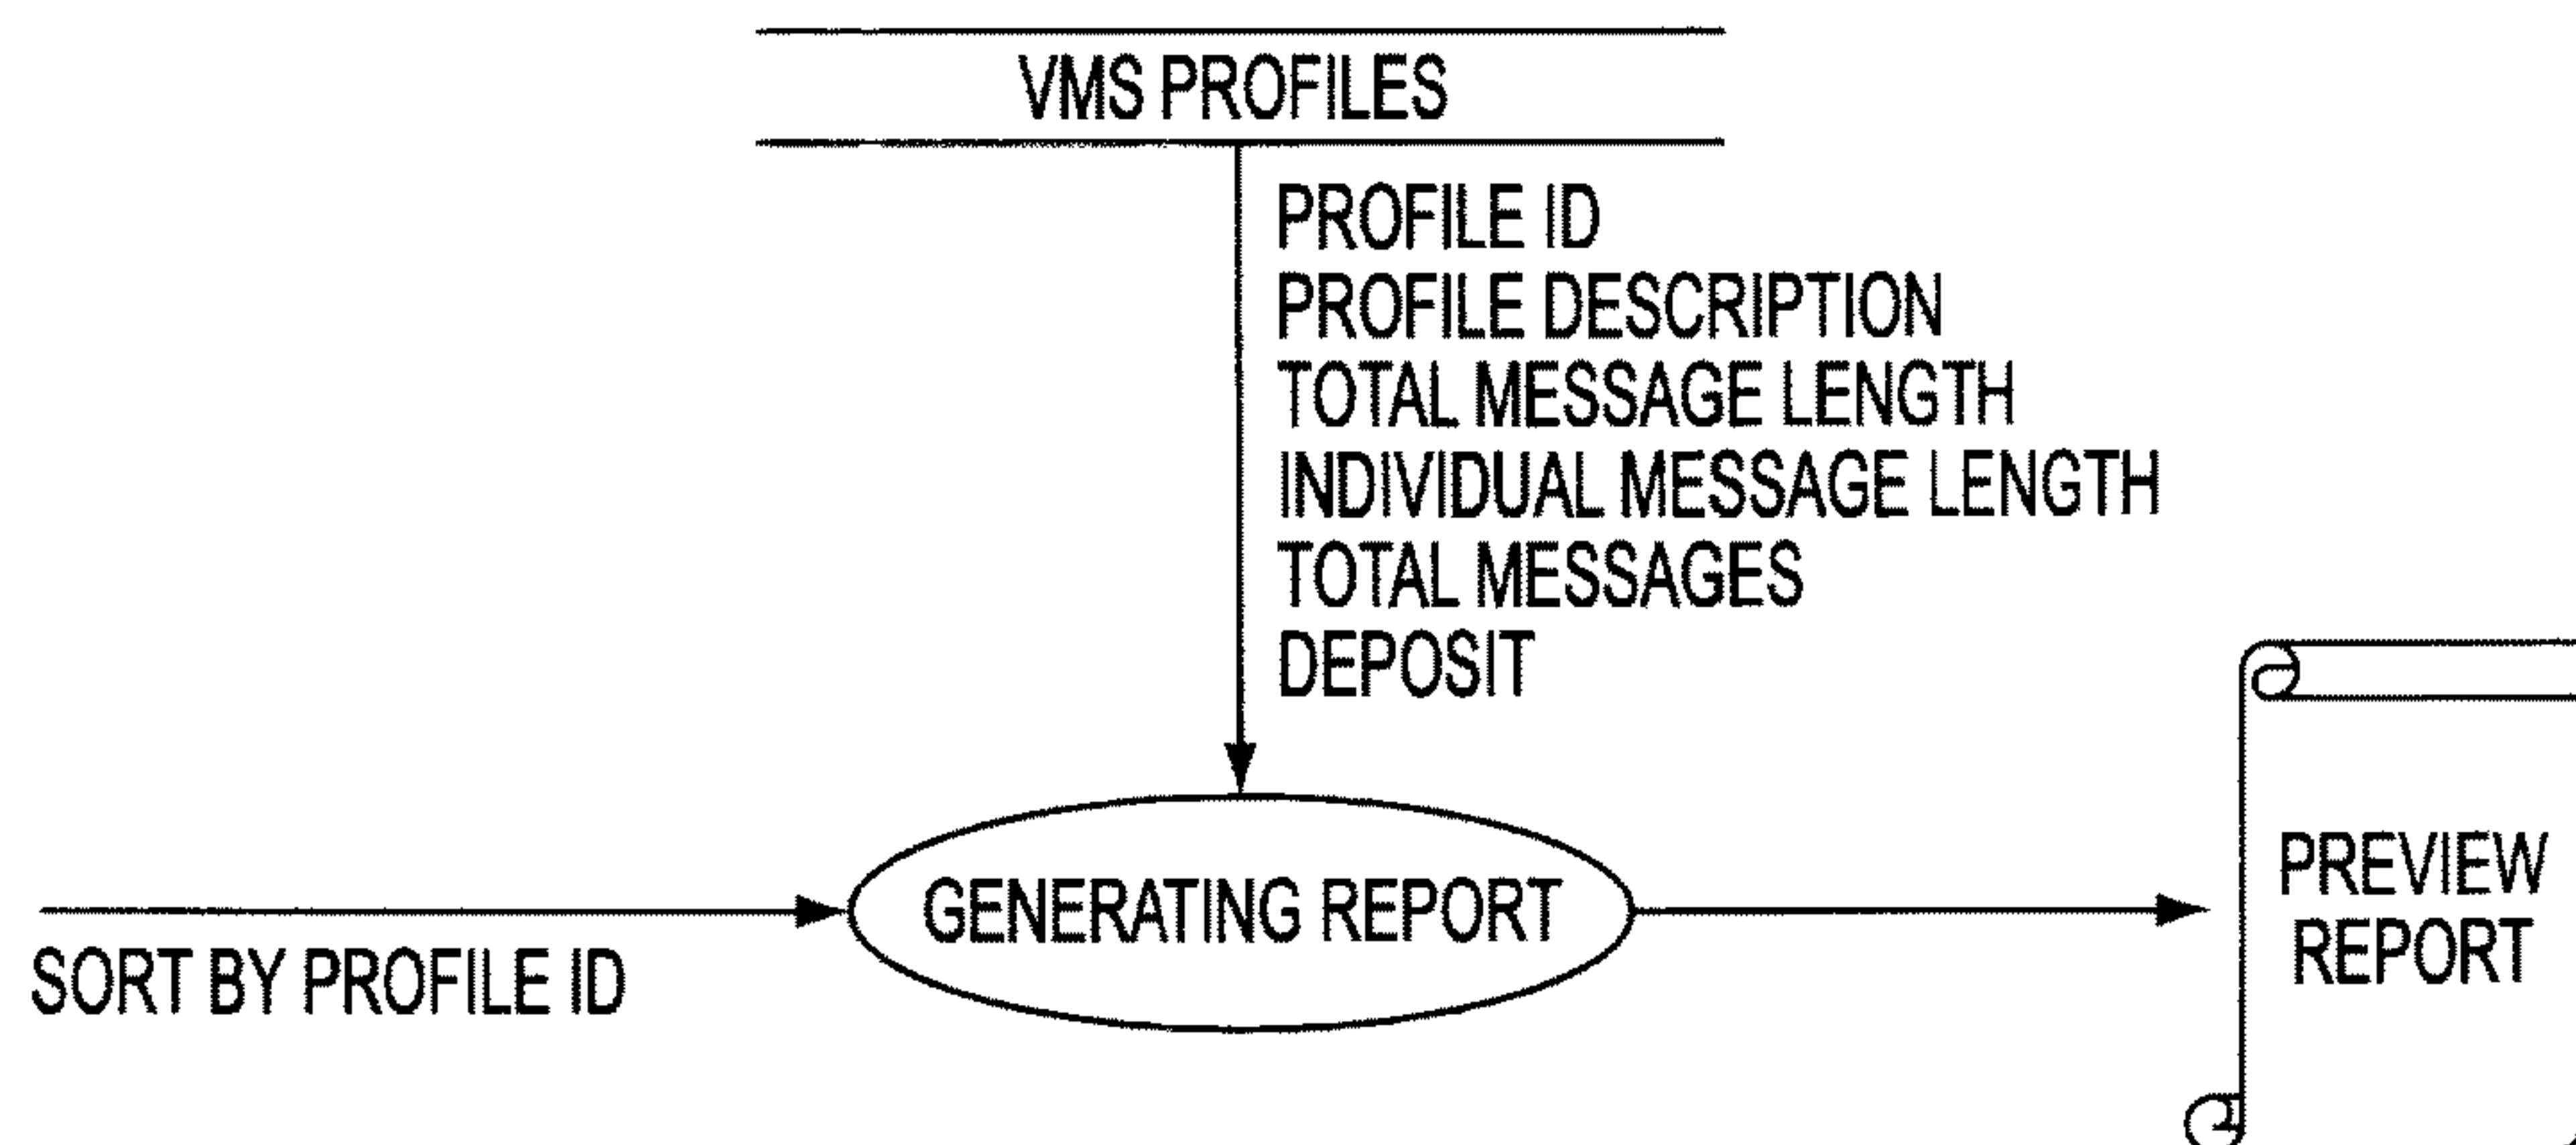 VMS PROFILES
PROFILE ID
PROFILE DESCRIPTION
TOTAL MESSAGE LENGTH
INDIVIDUAL MESSAGE LENGTH
TOTAL MESSAGES
DEPOSIT
GENERATING REPORT
SORT BY PROFILE ID
PREVIEW
REPORT